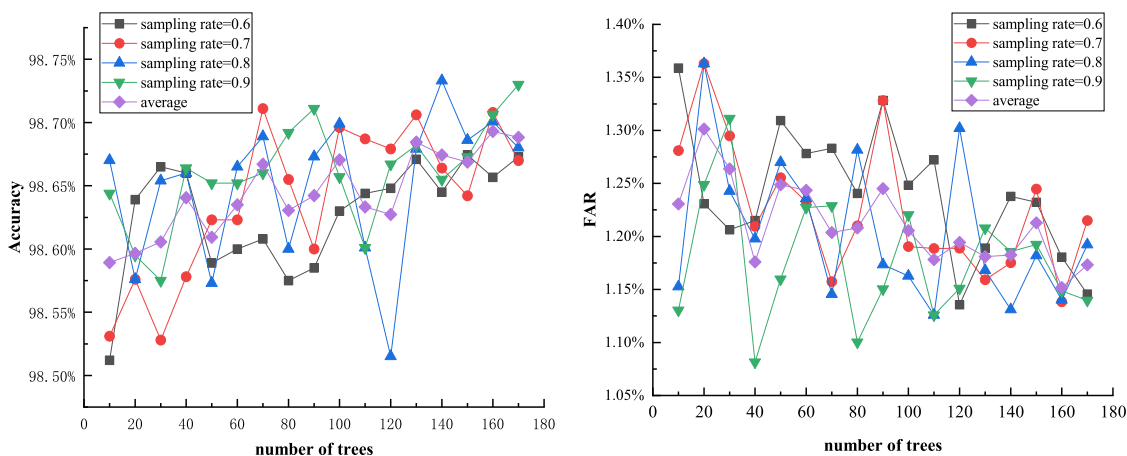 sampling rate=0.6
sampling rate=0.7
sampling rate=0.8
sampling rate=0.9
average
98.75%
98.70%
98.65%
98.60%
98.55%
98.50%
Accuracy
0 20 40 60 80 100 120 140 160 180
number of trees
sampling rate=0.6
sampling rate=0.7
sampling rate=0.8
sampling rate=0.9
average
1.40%
1.35%
1.30%
1.25%
1.20%
1.15%
1.10%
1.05%
FAR
0 20 40 60 80 100 120 140 160 180
number of trees